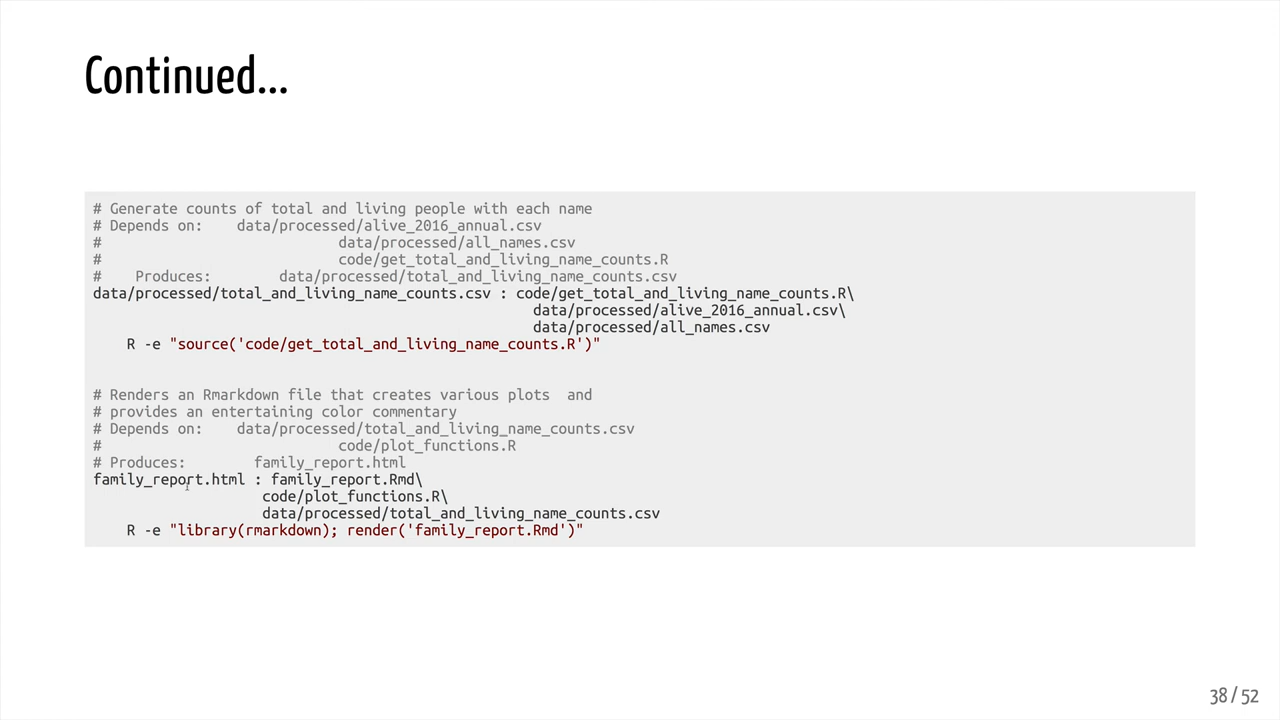 Continued...
# Generate counts of total and living people with each name
# Depends on:    data/processed/alive_2016_annual.csv
#                            data/processed/all_names.csv
#                            code/get_total_and_living_name_counts.R
#    Produces:        data/processed/total_and_living_name_counts.csv
data/processed/total_and_living_name_counts.csv : code/get_total_and_living_name_counts.R\
                                                    data/processed/alive_2016_annual.csv\
                                                    data/processed/all_names.csv
    R -e "source('code/get_total_and_living_name_counts.R')"
# Renders an Rmarkdown file that creates various plots  and
# provides an entertaining color commentary
# Depends on:    data/processed/total_and_living_name_counts.csv
#                            code/plot_functions.R
# Produces:        family_report.html
family_report.html : family_report.Rmd\
                    code/plot_functions.R\
                    data/processed/total_and_living_name_counts.csv
    R -e "library(rmarkdown); render('family_report.Rmd')"
38 / 52